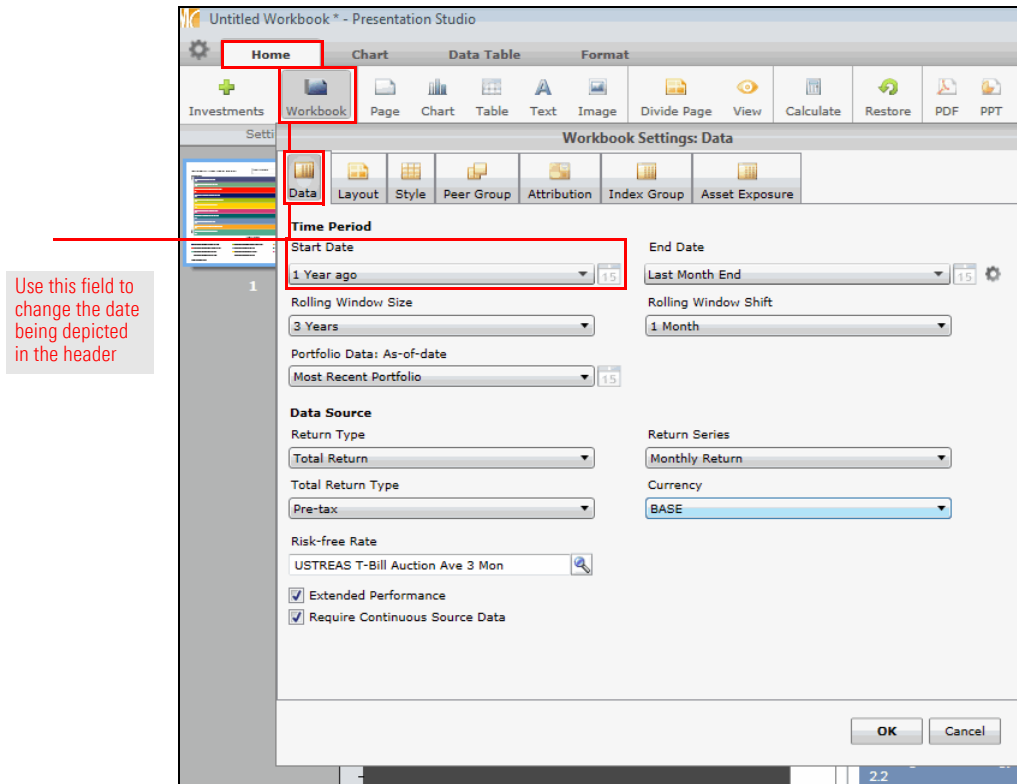 Untitled Workbook * - Presentation Studio
Home Chart Data Table Format
Investments Workbook Page Chart Table Text Image Divide Page View Calculate Restore PDF PPT
Setti
Workbook Settings: Data
Data Layout Style Peer Group Attribution Index Group Asset Exposure
Time Period
Start Date End Date
1 Year ago 15 Last Month End 15
Use this field to
change the date
being depicted
in the header
1
Rolling Window Size Rolling Window Shift
3 Years 1 Month
Portfolio Data: As-of-date
Most Recent Portfolio 15
Data Source
Return Type Return Series
Total Return Monthly Return
Total Return Type Currency
Pre-tax BASE
Risk-free Rate
USTREAS T-Bill Auction Ave 3 Mon
Extended Performance
Require Continuous Source Data
OK Cancel
2.2